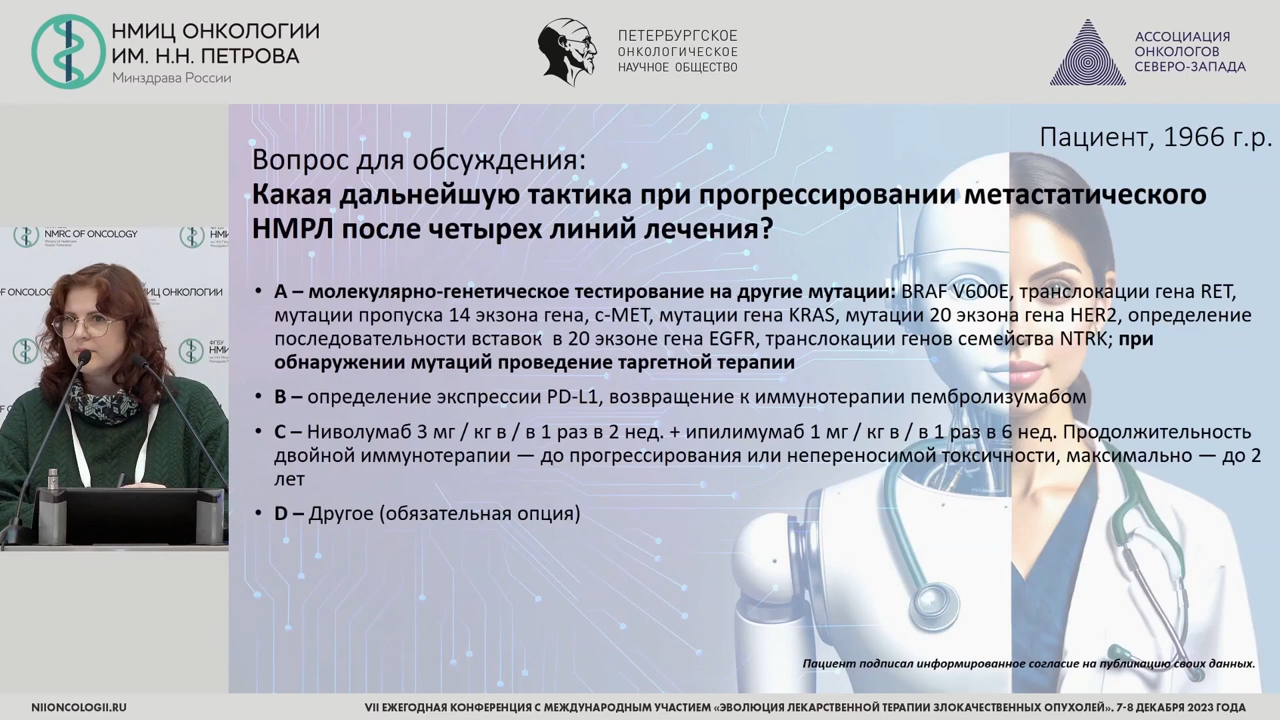 НМИЦ ОНКОЛОГИИ
ИМ. Н.Н. ПЕТРОВА
Минздрава России
ПЕТЕРБУРГСКОЕ
ОНКОЛОГИЧЕСКОЕ
НАУЧНОЕ ОБЩЕСТВО
АССОЦИАЦИЯ
ОНКОЛОГОВ
СЕВЕРО-ЗАПАДА
Пациент, 1966 г.р.
Вопрос для обсуждения:
Какая дальнейшую тактика при прогрессировании метастатического
НМРЛ после четырех линий лечения?
• A – молекулярно-генетическое тестирование на другие мутации: BRAF V600E, транслокации гена RET,
мутации пропуска 14 экзона гена, c-MET, мутации гена KRAS, мутации 20 экзона гена HER2, определение
последовательности вставок в 20 экзоне гена EGFR, транслокации генов семейства NTRK; при
обнаружении мутаций проведение таргетной терапии
• B – определение экспрессии PD-L1, возвращение к иммунотерапии пембролизумабом
• C – Ниволумаб 3 мг / кг в / в 1 раз в 2 нед. + ипилимумаб 1 мг / кг в / в 1 раз в 6 нед. Продолжительность
двойной иммунотерапии — до прогрессирования или непереносимой токсичности, максимально — до 2
лет
• D – Другое (обязательная опция)
Пациент подписал информированное согласие на публикацию своих данных.
NMRC OF ONCOLOGY
НМИ
OF ONCOLOG
НМИЦ ОНКОЛОГИИ
NIIONCOLOGII.RU
VII ЕЖЕГОДНАЯ КОНФЕРЕНЦИЯ С МЕЖДУНАРОДНЫМ УЧАСТИЕМ «ЭВОЛЮЦИЯ ЛЕКАРСТВЕННОЙ ТЕРАПИИ ЗЛОКАЧЕСТВЕННЫХ ОПУХОЛЕЙ». 7-8 ДЕКАБРЯ 2023 ГОДА